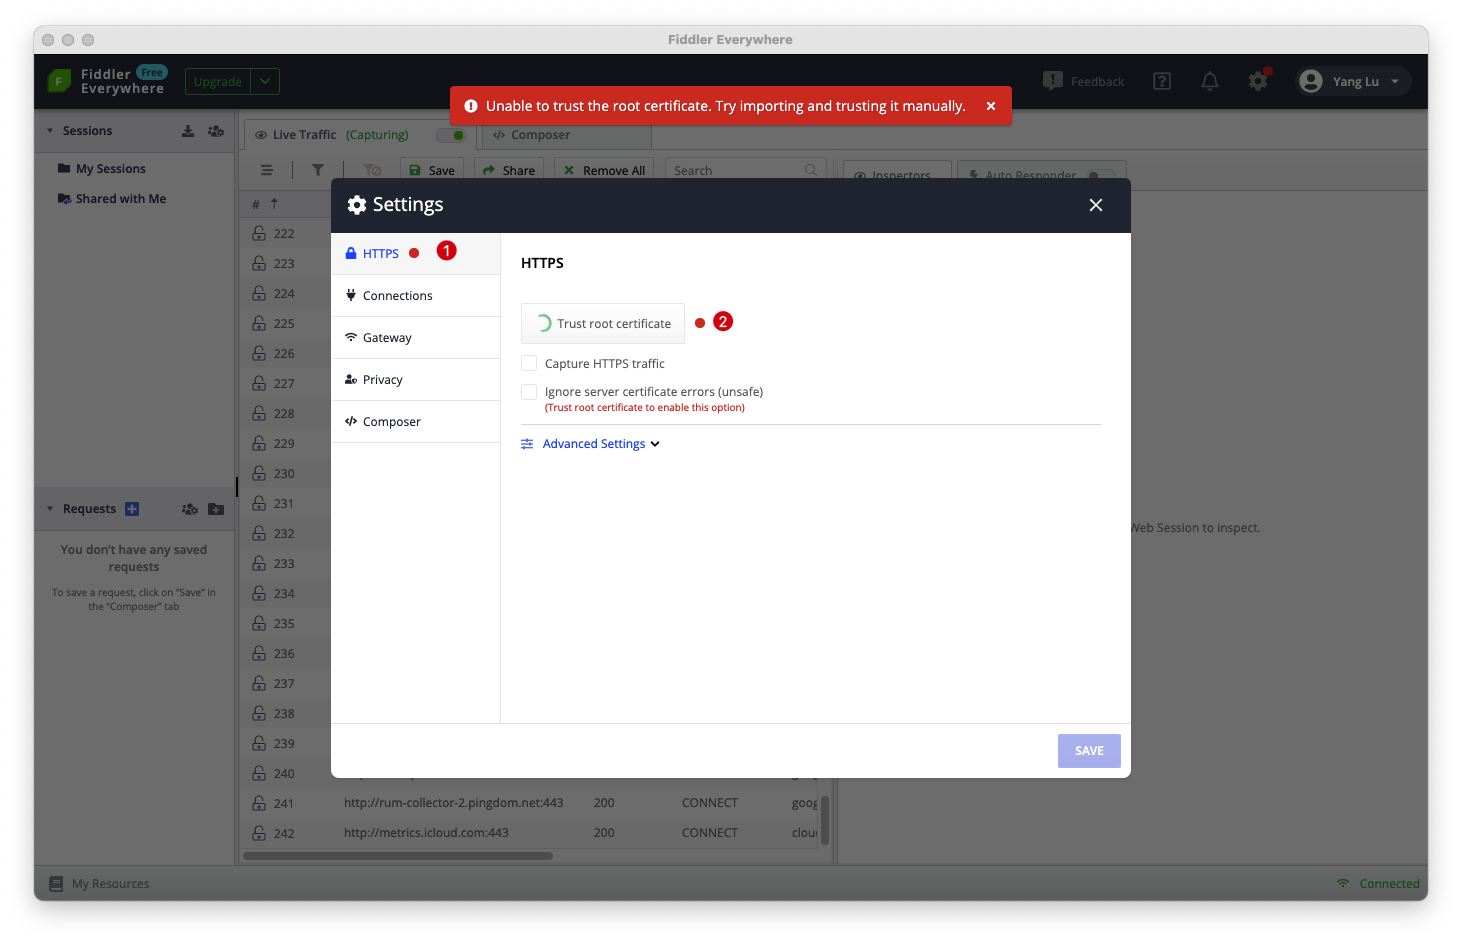 Fiddler Everywhere
Fiddler Free
Everywhere
Upgrade
Feedback
Yang Lu
Unable to trust the root certificate. Try importing and trusting it manually.
Sessions
Live Traffic (Capturing)
Composer
My Sessions
Shared with Me
Save
Share
Remove All
Search
Inspectors
Auto Responder
#
Settings
HTTPS 1
Connections
Gateway
Privacy
Composer
HTTPS
Trust root certificate 2
Capture HTTPS traffic
Ignore server certificate errors (unsafe)
(Trust root certificate to enable this option)
Advanced Settings
SAVE
222
223
224
225
226
227
228
229
230
231
232
233
234
235
236
237
238
239
240
241 http://rum-collector-2.pingdom.net:443 200 CONNECT goog
242 http://metrics.icloud.com:443 200 CONNECT clou
Web Session to inspect.
Requests
You don't have any saved
requests
To save a request, click on “Save” in
the “Composer” tab
My Resources
Connected